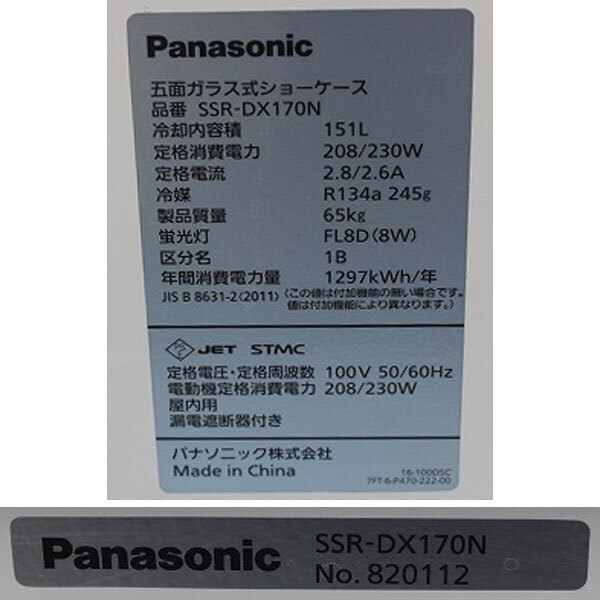 Panasonic
五面ガラス式ショーケース
品番 SSR-DX170N
冷却内容積 151L
定格消費電力 208/230W
定格電流 2.8/2.6A
冷媒 R134a 245g
製品質量 65kg
蛍光灯 FL8D(8W)
区分名 1B
年間消費電力量 1297kWh/年
JIS B 8631-2(2011) (この値は付加機能の無い場合です。
値は付加機能により異なります。)
JET STMC
定格電圧・定格周波数 100V 50/60Hz
電動機定格消費電力 208/230W
屋内用
漏電遮断器付き
パナソニック株式会社
Made in China
16-100DSC
7FT-6-P470-222-00
Panasonic SSR-DX170N
No. 820112